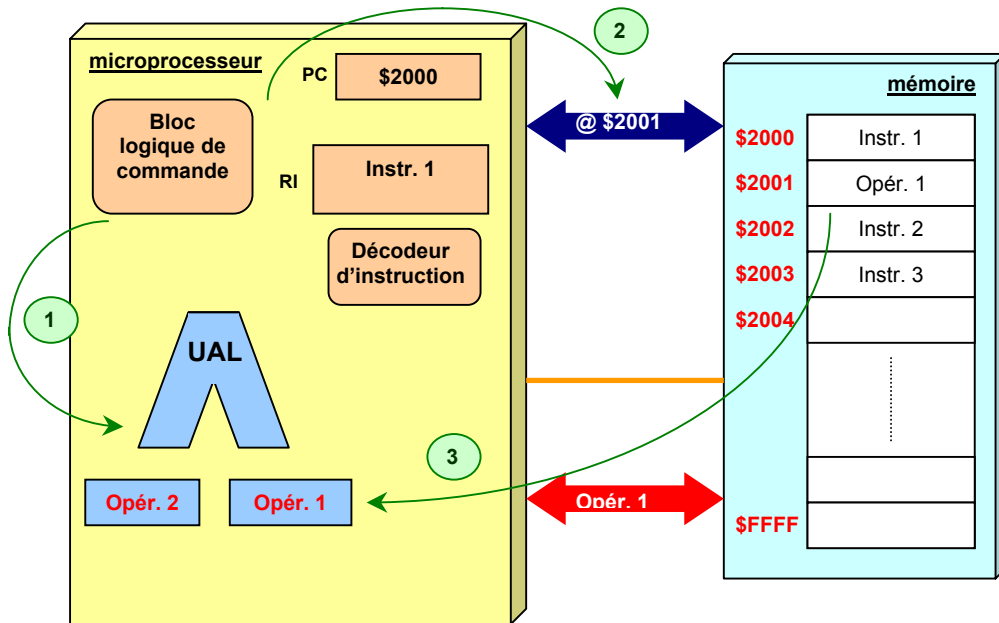 2
microprocesseur
PC
$2000
mémoire
Bloc
logique de
commande
@ $2001
$2000
Instr. 1
RI
Instr. 1
$2001
Opér. 1
$2002
Instr. 2
Décodeur
d'instruction
$2003
Instr. 3
1
$2004
UAL
3
Opér. 2
Opér. 1
Opér. 1
$FFFF